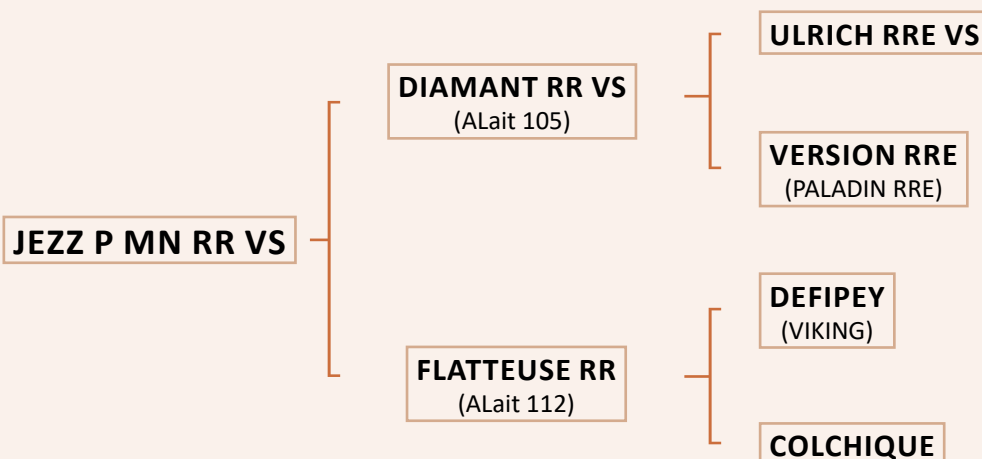 ULRICH RRE VS
DIAMANT RR VS
(ALait 105)
VERSION RRE
(PALADIN RRE)
JEZZ P MN RR VS
DEFIPEY
(VIKING)
FLATTEUSE RR
(ALait 112)
COLCHIQUE